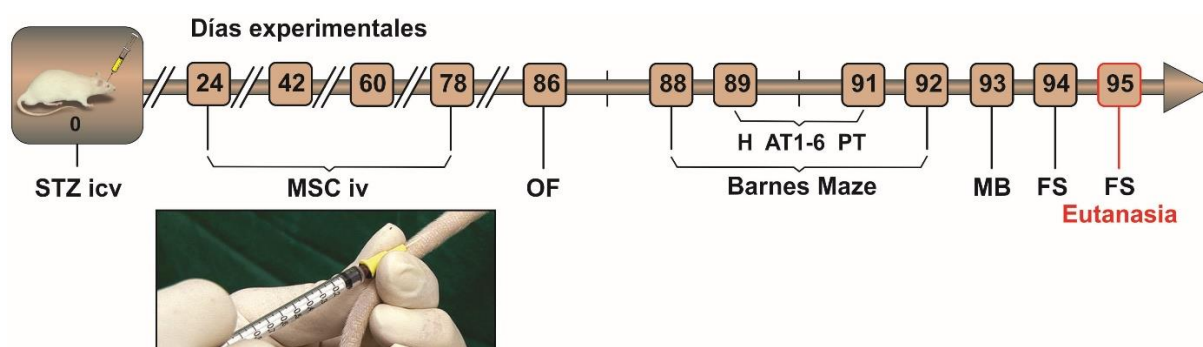 Días experimentales
0 24 42 60 78 86 88 89 91 92 93 94 95
H AT1-6 PT
STZ icv MSC iv OF Barnes Maze MB FS FS
Eutanasia